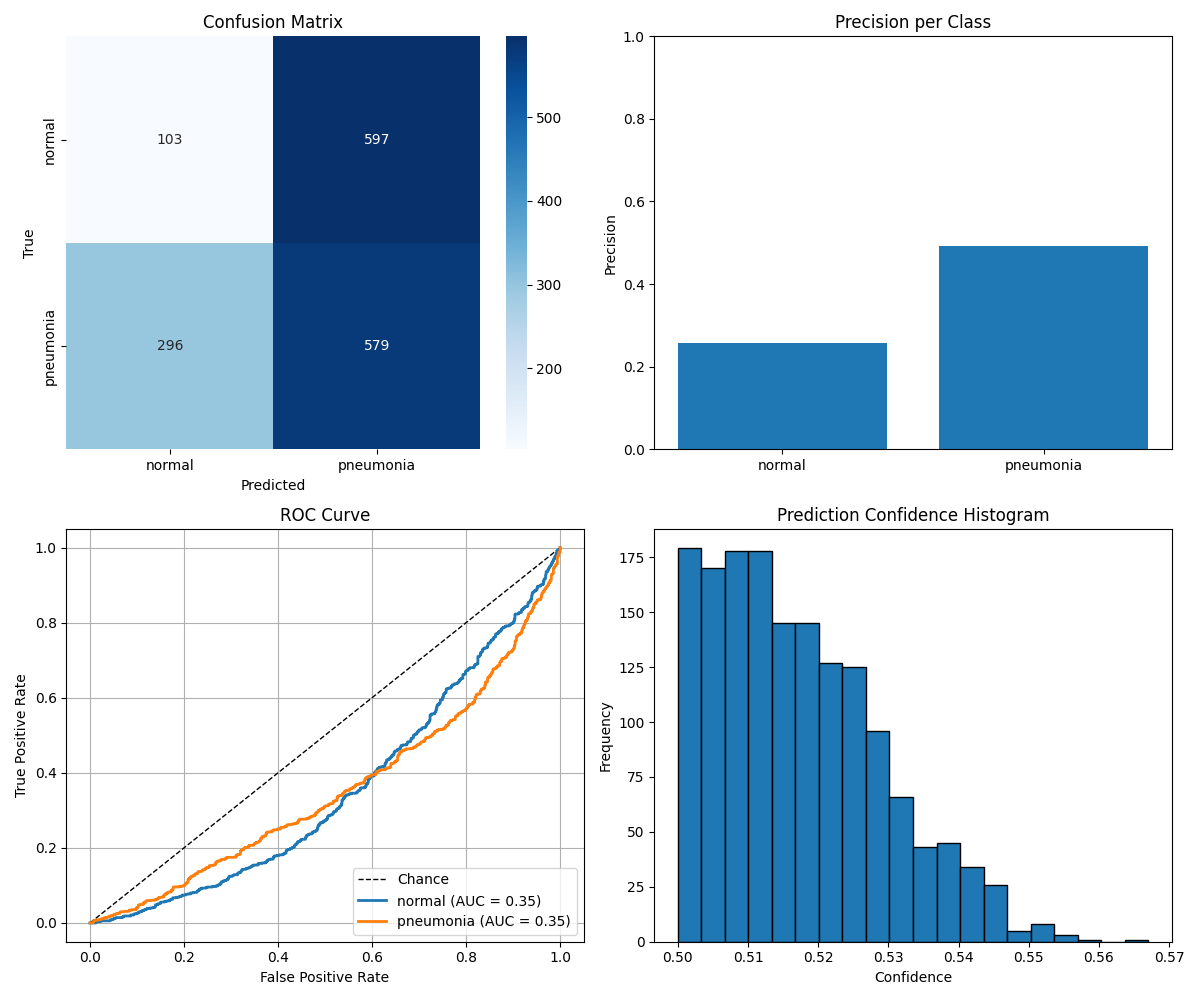 Confusion Matrix
normal
pneumonia
True
103
597
296
579
normal
pneumonia
Predicted
500
400
300
200
Precision per Class
1.0
0.8
0.6
0.4
0.2
0.0
Precision
normal
pneumonia
ROC Curve
1.0
0.8
0.6
0.4
0.2
0.0
True Positive Rate
Chance
normal (AUC = 0.35)
pneumonia (AUC = 0.35)
0.0 0.2 0.4 0.6 0.8 1.0
False Positive Rate
Prediction Confidence Histogram
175
150
125
100
75
50
25
0
Frequency
0.50 0.51 0.52 0.53 0.54 0.55 0.56 0.57
Confidence